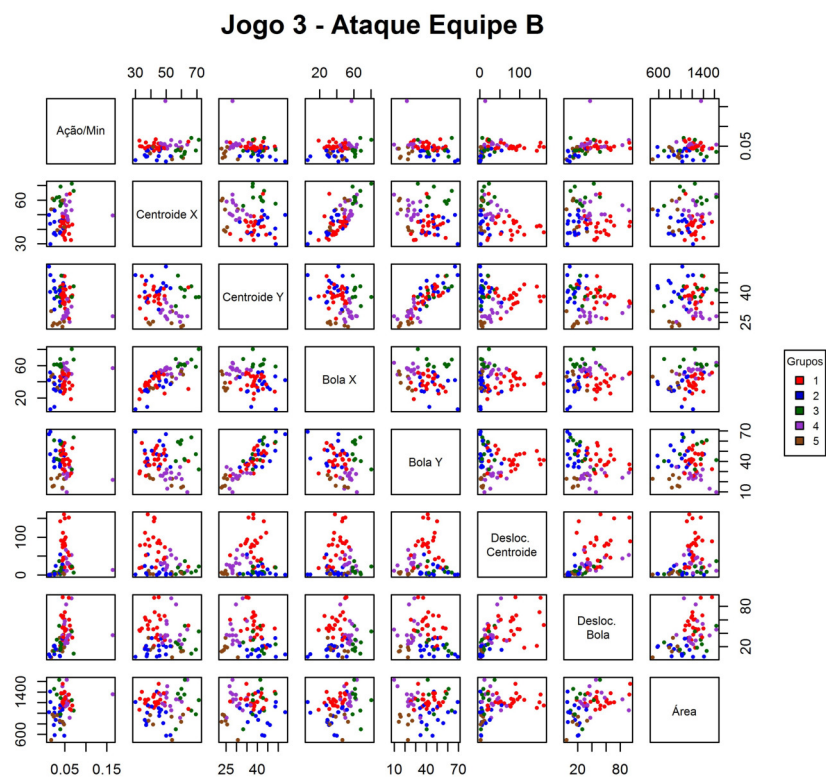 Jogo 3 - Ataque Equipe B
30 50 70
20 60
0 100
600 1400
Ação/Min
0.05
30 60
Centroide X
Centroide Y
25 40
20 60
Bola X
Bola Y
10 40 70
0 100
Desloc.
Centroide
Desloc.
Bola
20 80
600 1400
Área
0.05 0.15
25 40
10 40 70
20 80
Grupos
1
2
3
4
5